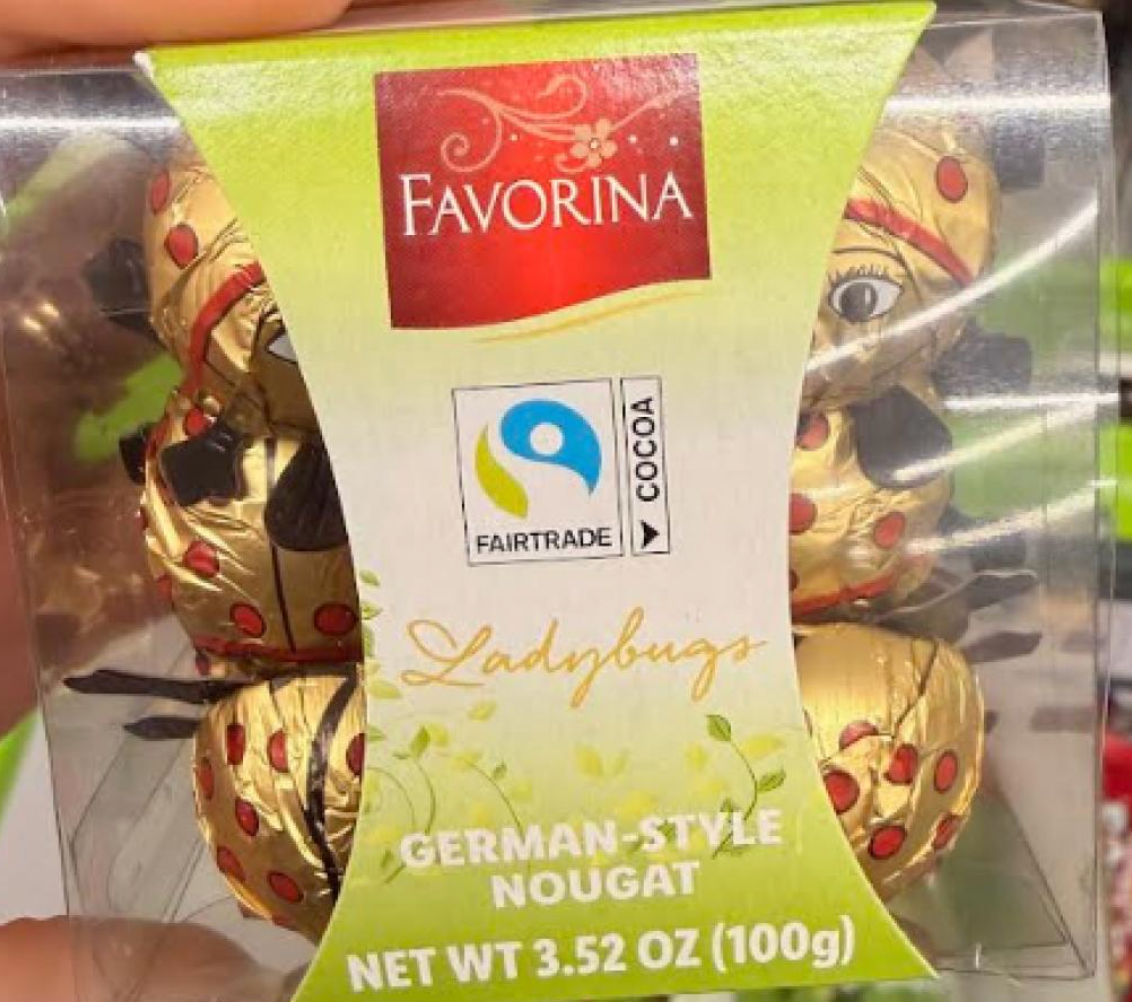 FAVORINA
FAIRTRADE
COCOA
Ladybugs
GERMAN-STYLE
NOUGAT
NET WT 3.52 OZ (100g)